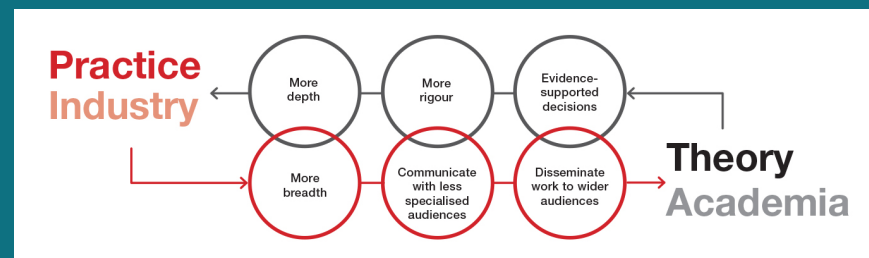 Practice
Industry
More
depth
More
rigour
Evidence-
supported
decisions
More
breadth
Communicate
with less
specialised
audiences
Disseminate
work to wider
audiences
Theory
Academia